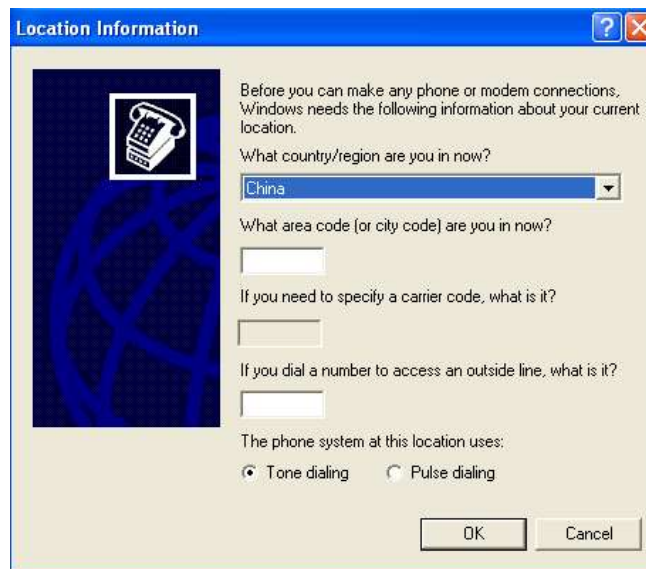 Location Information
Before you can make any phone or modem connections,
Windows needs the following information about your current
location.
What country/region are you in now?
China
What area code (or city code) are you in now?
If you need to specify a carrier code, what is it?
If you dial a number to access an outside line, what is it?
The phone system at this location uses:
Tone dialing Pulse dialing
OK Cancel